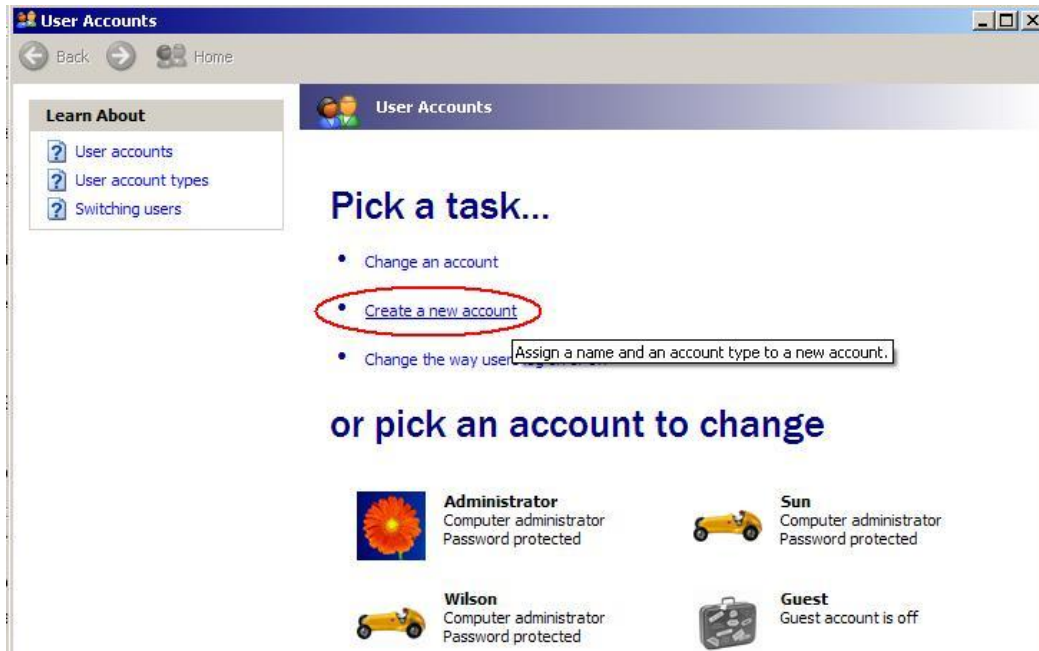 User Accounts
Back Home
Learn About
User accounts
User account types
Switching users
User Accounts
Pick a task...
Change an account
Create a new account
Assign a name and an account type to a new account.
Change the way users
or pick an account to change
Administrator
Computer administrator
Password protected
Sun
Computer administrator
Password protected
Wilson
Computer administrator
Password protected
Guest
Guest account is off